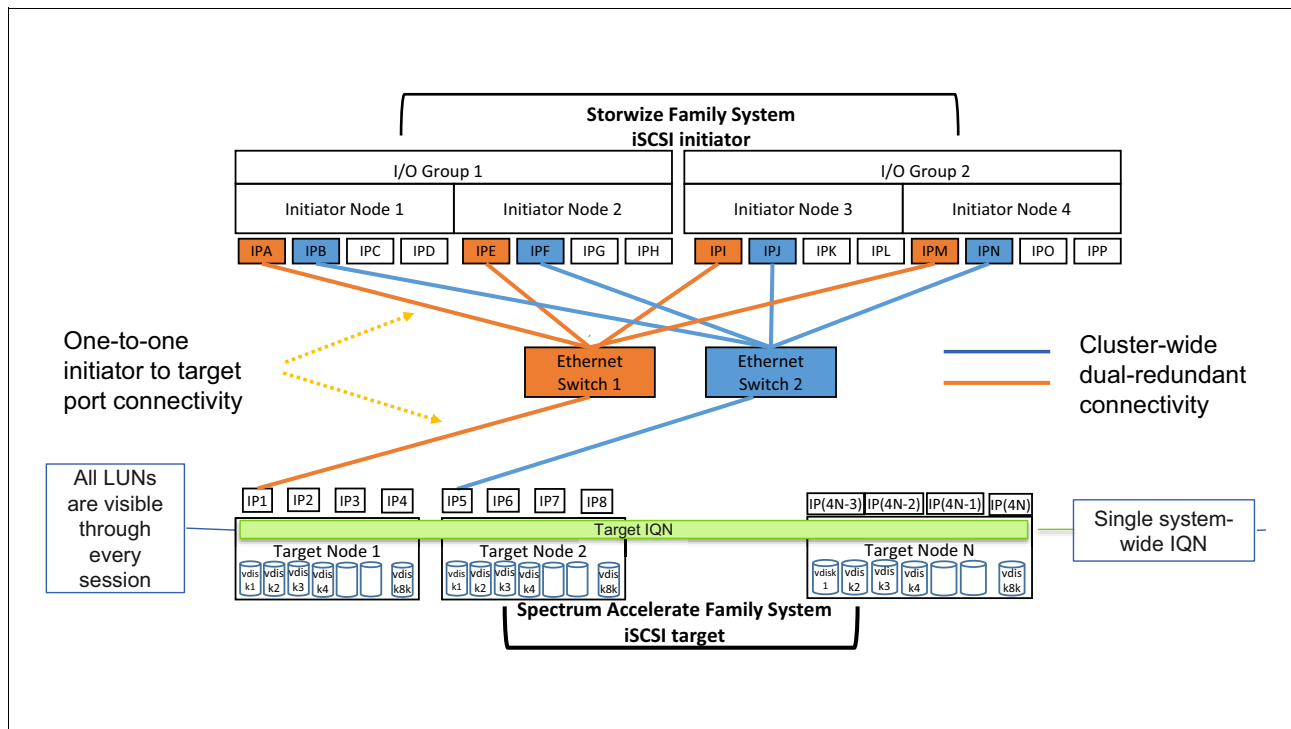 Storwize Family System
iSCSI initiator
I/O Group 1
I/O Group 2
Initiator Node 1
Initiator Node 2
Initiator Node 3
Initiator Node 4
IPA
IPB
IPC
IPD
IPE
IPF
IPG
IPH
IPI
IPJ
IPK
IPL
IPM
IPN
IPO
IPP
One-to-one
initiator to target
port connectivity
Ethernet
Switch 1
Ethernet
Switch 2
Cluster-wide
dual-redundant
connectivity
All LUNs
are visible
through
every
session
IP1
IP2
IP3
IP4
IP5
IP6
IP7
IP8
IP(4N-3)
IP(4N-2)
IP(4N-1)
IP(4N)
Target IQN
Single system-
wide IQN
Target Node 1
Target Node 2
Target Node N
vdis
k1
vdis
k2
vdis
k3
vdis
k4
vdis
k8k
vdis
k1
vdis
k2
vdis
k3
vdis
k4
vdis
k8k
vdisk
1
vdis
k2
vdis
k3
vdis
k4
vdis
k8k
Spectrum Accelerate Family System
iSCSI target